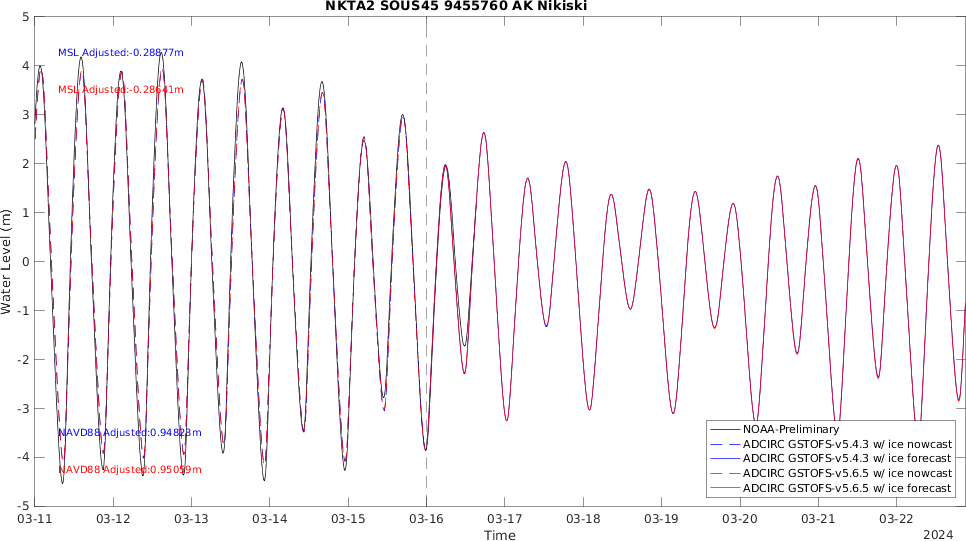 NKTA2 SOUS45 9455760 AK Nikiski
5
4
3
2
1
0
-1
-2
-3
-4
-5
Water Level (m)
MSL Adjusted:-0.28877m
MSL Adjusted:-0.28641m
NAVD88 Adjusted:0.94823m
NAVD88 Adjusted:0.95059m
NOAA-Preliminary
ADCIRC GSTOFS-v5.4.3 w/ ice nowcast
ADCIRC GSTOFS-v5.4.3 w/ ice forecast
ADCIRC GSTOFS-v5.6.5 w/ ice nowcast
ADCIRC GSTOFS-v5.6.5 w/ ice forecast
03-11 03-12 03-13 03-14 03-15 03-16 03-17 03-18 03-19 03-20 03-21 03-22
Time
2024